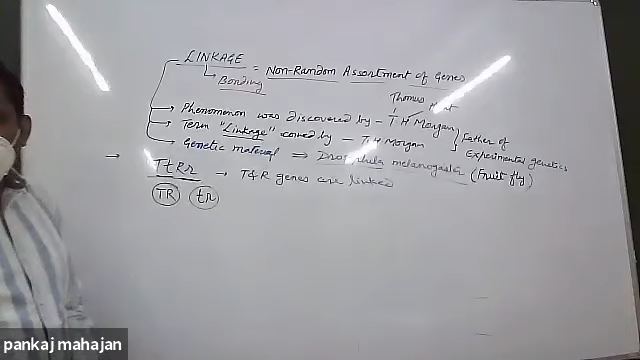 LINKAGE = Non-Random Assortment of Genes
Bonding
Thomas Hunt
Phenomenon was discovered by - T H Morgan
Term "Linkage" coined by - T H Morgan
Father of Experimental genetics
Genetic material ⇒ Drosophila melanogaster (Fruit fly)
→ TtRr → T&R genes are linked
TR tr
pankaj mahajan